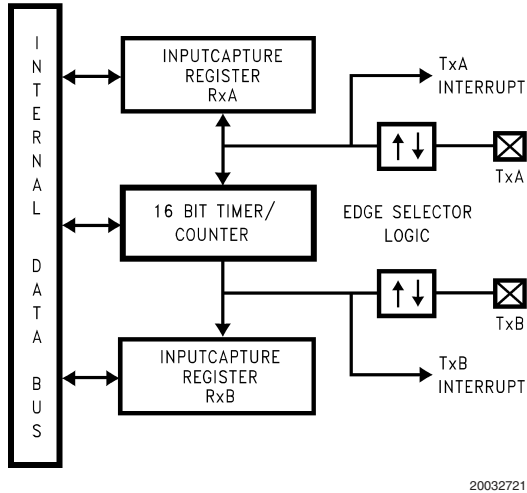 INTERNAL DATA BUS
INPUTCAPTURE
REGISTER
RxA
TxA
INTERRUPT
TxA
16 BIT TIMER/
COUNTER
EDGE SELECTOR
LOGIC
TxB
INPUTCAPTURE
REGISTER
RxB
TxB
INTERRUPT
20032721